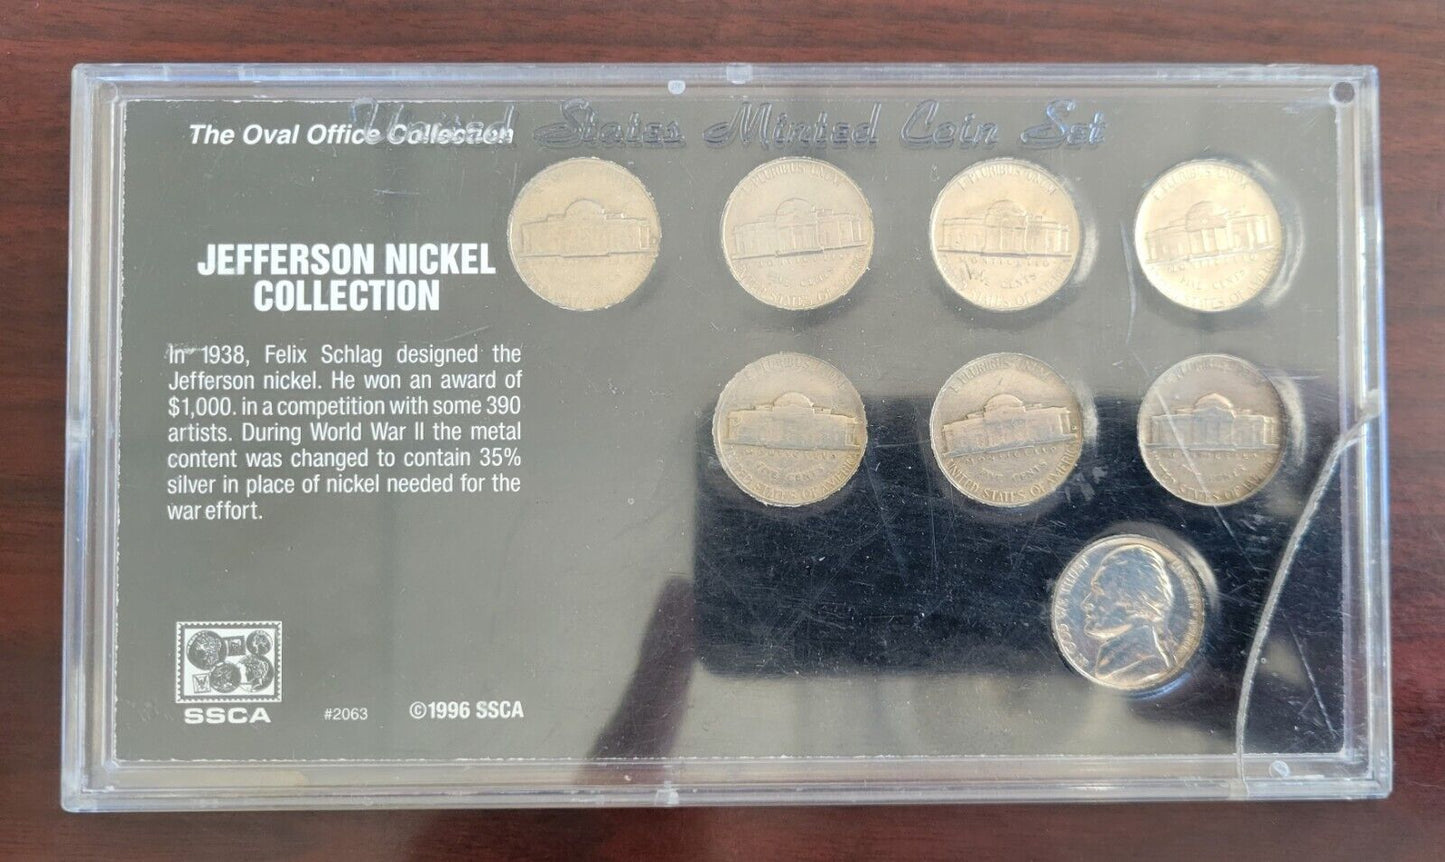 United States Minted Coin Set
The Oval Office Collection
JEFFERSON NICKEL
COLLECTION
In 1938, Felix Schlag designed the
Jefferson nickel. He won an award of
$1,000. in a competition with some 390
artists. During World War II the metal
content was changed to contain 35%
silver in place of nickel needed for the
war effort.
SSCA
#2063
©1996 SSCA